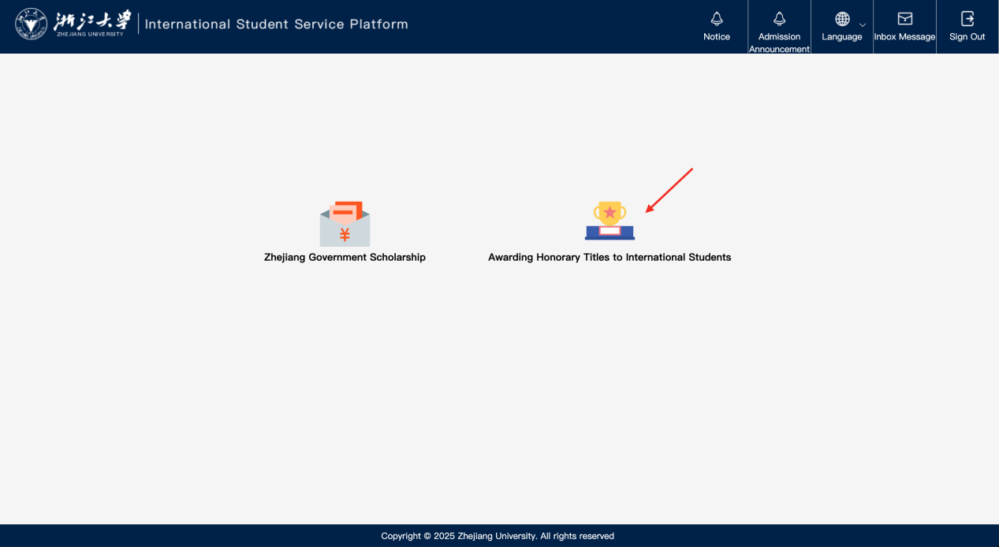 浙江大学
ZHEJIANG UNIVERSITY
International Student Service Platform
Notice
Admission
Announcement
Language
Inbox Message
Sign Out
¥
Zhejiang Government Scholarship
Awarding Honorary Titles to International Students
Copyright © 2025 Zhejiang University. All rights reserved